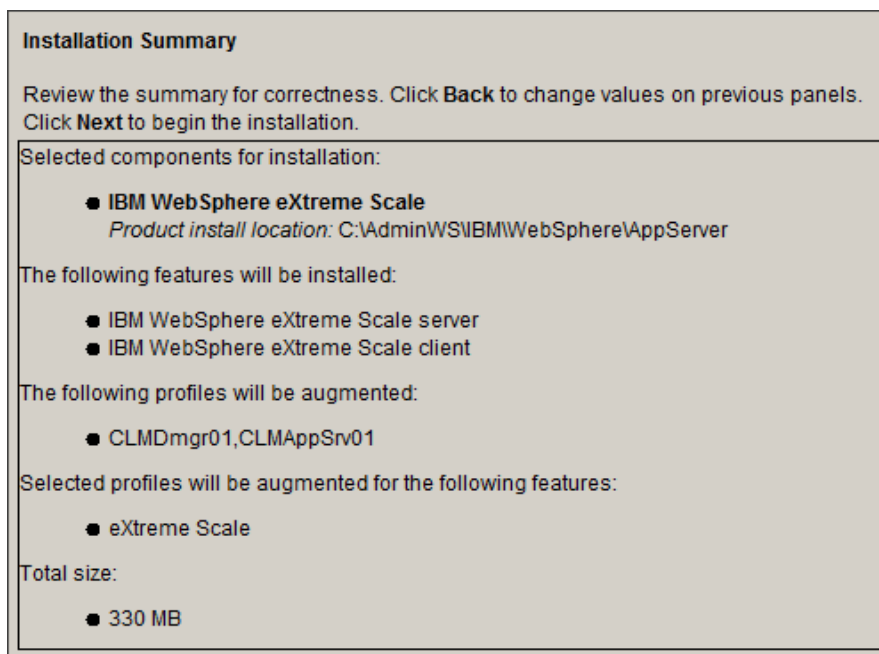 Installation Summary
Review the summary for correctness. Click Back to change values on previous panels.
Click Next to begin the installation.
Selected components for installation:
IBM WebSphere eXtreme Scale
Product install location: C:\AdminWS\IBM\WebSphere\AppServer
The following features will be installed:
IBM WebSphere eXtreme Scale server
IBM WebSphere eXtreme Scale client
The following profiles will be augmented:
CLMDmgr01,CLMAppSrv01
Selected profiles will be augmented for the following features:
eXtreme Scale
Total size:
330 MB